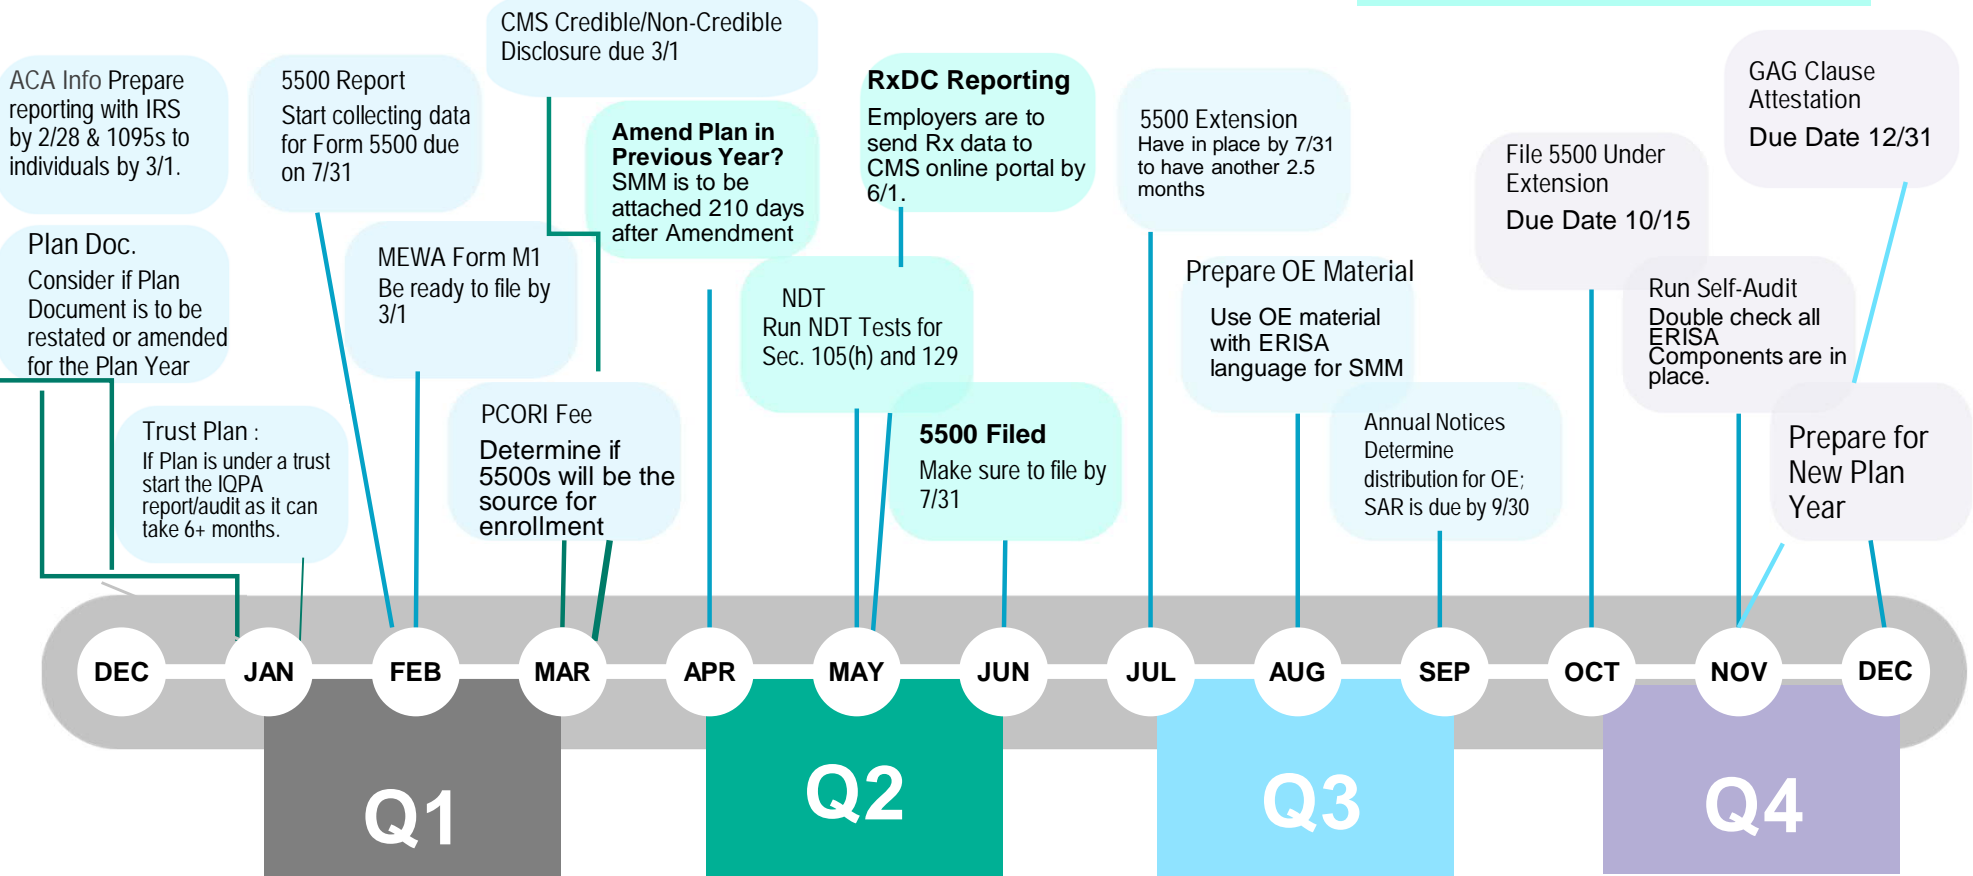 CMS Credible/Non-Credible
Disclosure due 3/1
ACA Info Prepare
reporting with IRS
by 2/28 & 1095s to
individuals by 3/1.
5500 Report
Start collecting data
for Form 5500 due
on 7/31
Amend Plan in
Previous Year?
SMM is to be
attached 210 days
after Amendment
RxDC Reporting
Employers are to
send Rx data to
CMS online portal by
6/1.
5500 Extension
Have in place by 7/31
to have another 2.5
months
File 5500 Under
Extension
Due Date 10/15
GAG Clause
Attestation
Due Date 12/31
Plan Doc.
Consider if Plan
Document is to be
restated or amended
for the Plan Year
MEWA Form M1
Be ready to file by
3/1
NDT
Run NDT Tests for
Sec. 105(h) and 129
Prepare OE Material
Use OE material
with ERISA
language for SMM
Run Self-Audit
Double check all
ERISA
Components are in
place.
Trust Plan :
If Plan is under a trust
start the IQPA
report/audit as it can
take 6+ months.
PCORI Fee
Determine if
5500s will be the
source for
enrollment
5500 Filed
Make sure to file by
7/31
Annual Notices
Determine
distribution for OE;
SAR is due by 9/30
Prepare for
New Plan
Year
DEC JAN FEB MAR APR MAY JUN JUL AUG SEP OCT NOV DEC
Q1 Q2 Q3 Q4